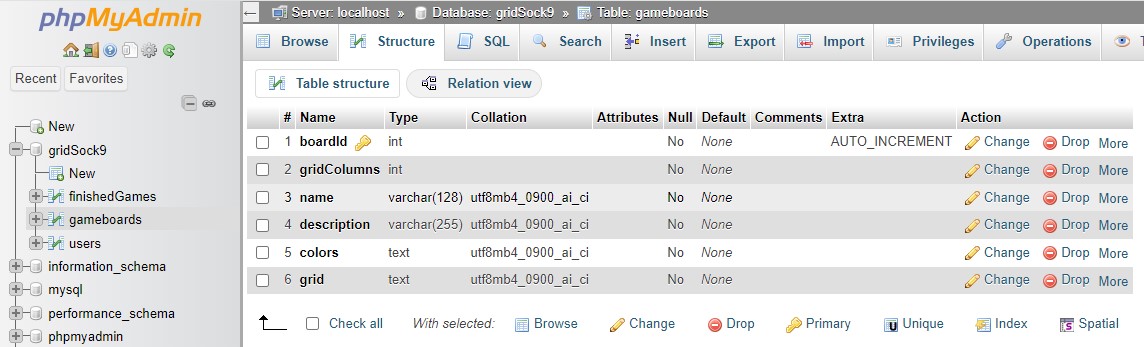 phpMyAdmin
Recent Favorites
New
gridSock9
New
finishedGames
gameboards
users
information_schema
mysql
performance_schema
phpmyadmin
Server: localhost » Database: gridSock9 » Table: gameboards
Browse Structure SQL Search Insert Export Import Privileges Operations
Table structure Relation view
# Name Type Collation Attributes Null Default Comments Extra Action
1 boardId int No None AUTO_INCREMENT Change Drop More
2 gridColumns int No None Change Drop More
3 name varchar(128) utf8mb4_0900_ai_ci No None Change Drop More
4 description varchar(255) utf8mb4_0900_ai_ci No None Change Drop More
5 colors text utf8mb4_0900_ai_ci No None Change Drop More
6 grid text utf8mb4_0900_ai_ci No None Change Drop More
Check all With selected: Browse Change Drop Primary Unique Index Spatial